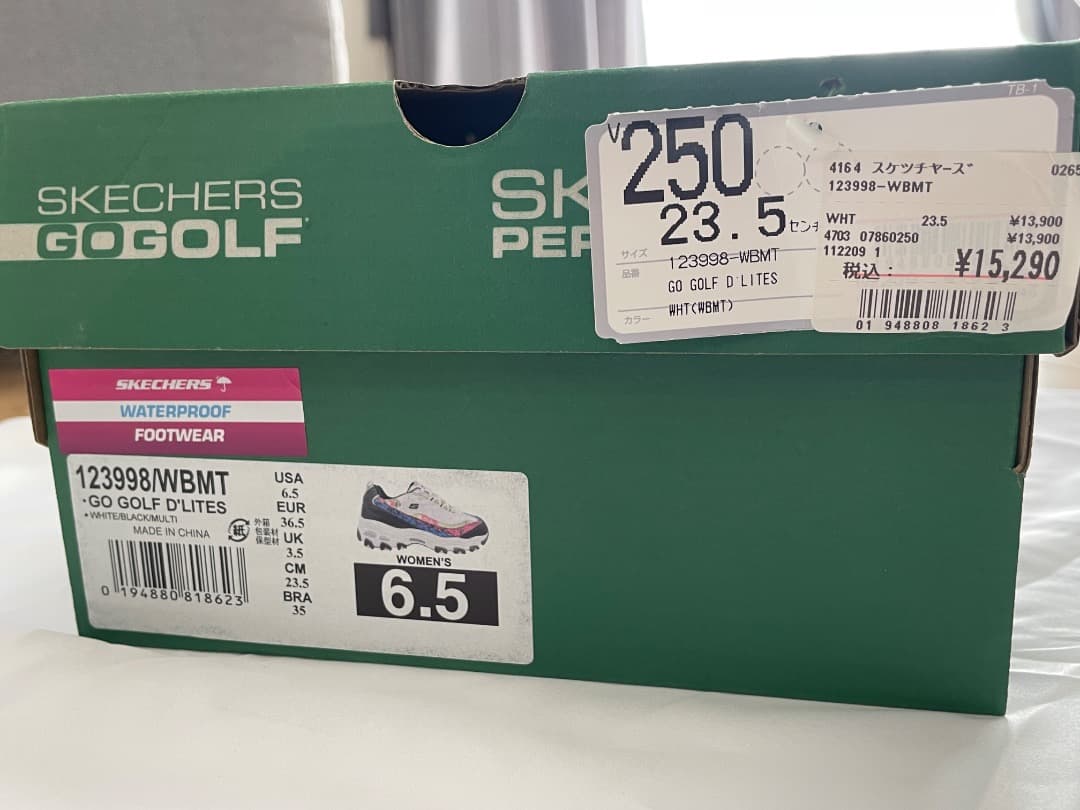 TB-1
SKECHERS
GOGOLF
SK
PER
V
250
23.5センチ
サイズ
品番
123998-WBMT
GO GOLF D'LITES
カラー
WHT(WBMT)
4164 スケツチヤーズ
123998-WBMT
0265
WHT 23.5 ¥13,900
4703 07860250 ¥13,900
112209 1
税込: ¥15,290
01 948808 1862 3
SKECHERS
WATERPROOF
FOOTWEAR
123998/WBMT
•GO GOLF D'LITES
•WHITE/BLACK/MULTI
MADE IN CHINA
紙
外箱
包装材
保型材
0 194880 818623
USA
6.5
EUR
36.5
UK
3.5
CM
23.5
BRA
35
WOMEN'S
6.5